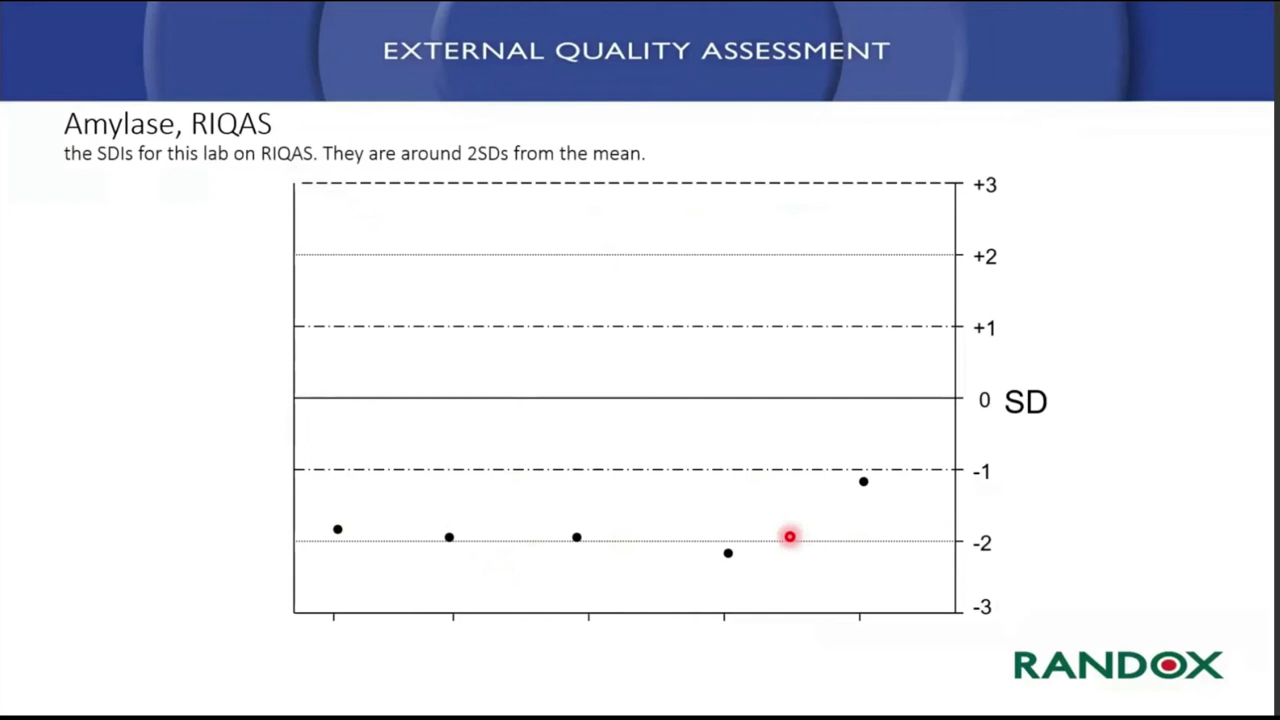 EXTERNAL QUALITY ASSESSMENT
Amylase, RIQAS
the SDIs for this lab on RIQAS. They are around 2SDs from the mean.
+3
+2
+1
0 SD
-1
-2
-3
RANDOX